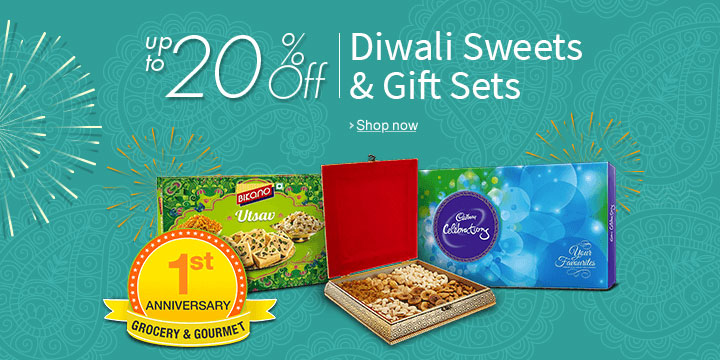 up to 20% Off
Diwali Sweets
& Gift Sets
Shop now
BIKANO
Utsav
Cadbury
Celebrations
Your
Favourites
1st
ANNIVERSARY
GROCERY & GOURMET